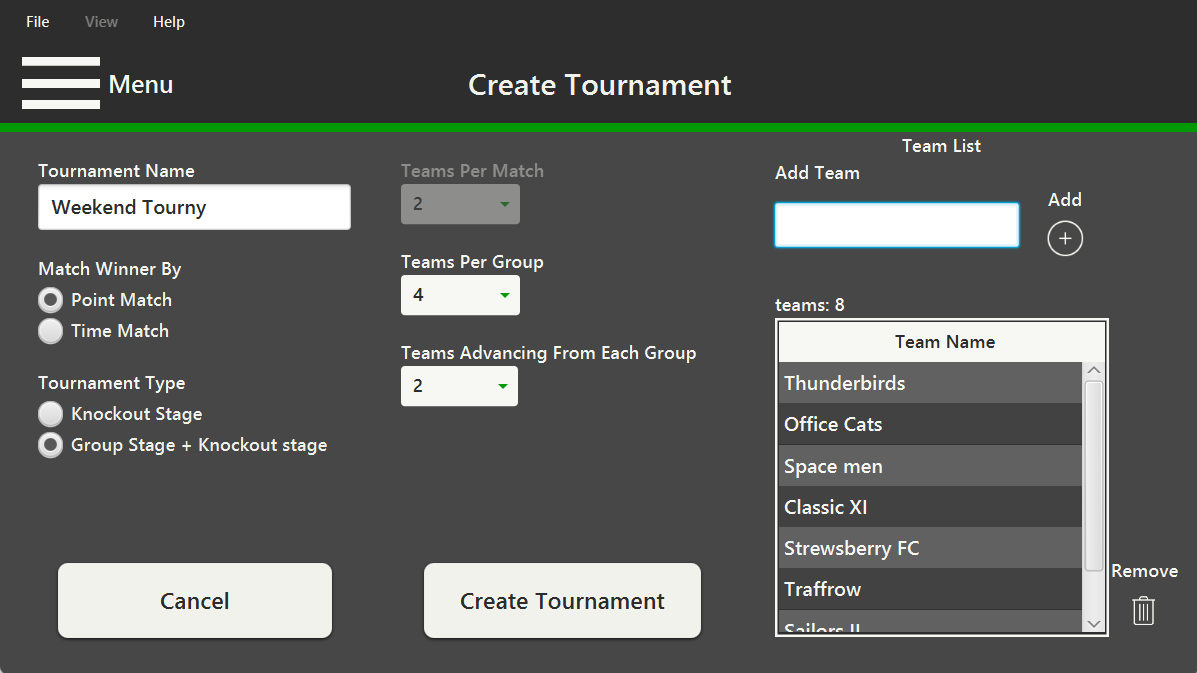 File View Help
Menu
Create Tournament
Tournament Name
Weekend Tourny
Match Winner By
Point Match
Time Match
Tournament Type
Knockout Stage
Group Stage + Knockout stage
Teams Per Match
2
Teams Per Group
4
Teams Advancing From Each Group
2
Team List
Add Team
Add
teams: 8
Team Name
Thunderbirds
Office Cats
Space men
Classic XI
Strewsberry FC
Traffrow
Sailors II
Remove
Cancel
Create Tournament